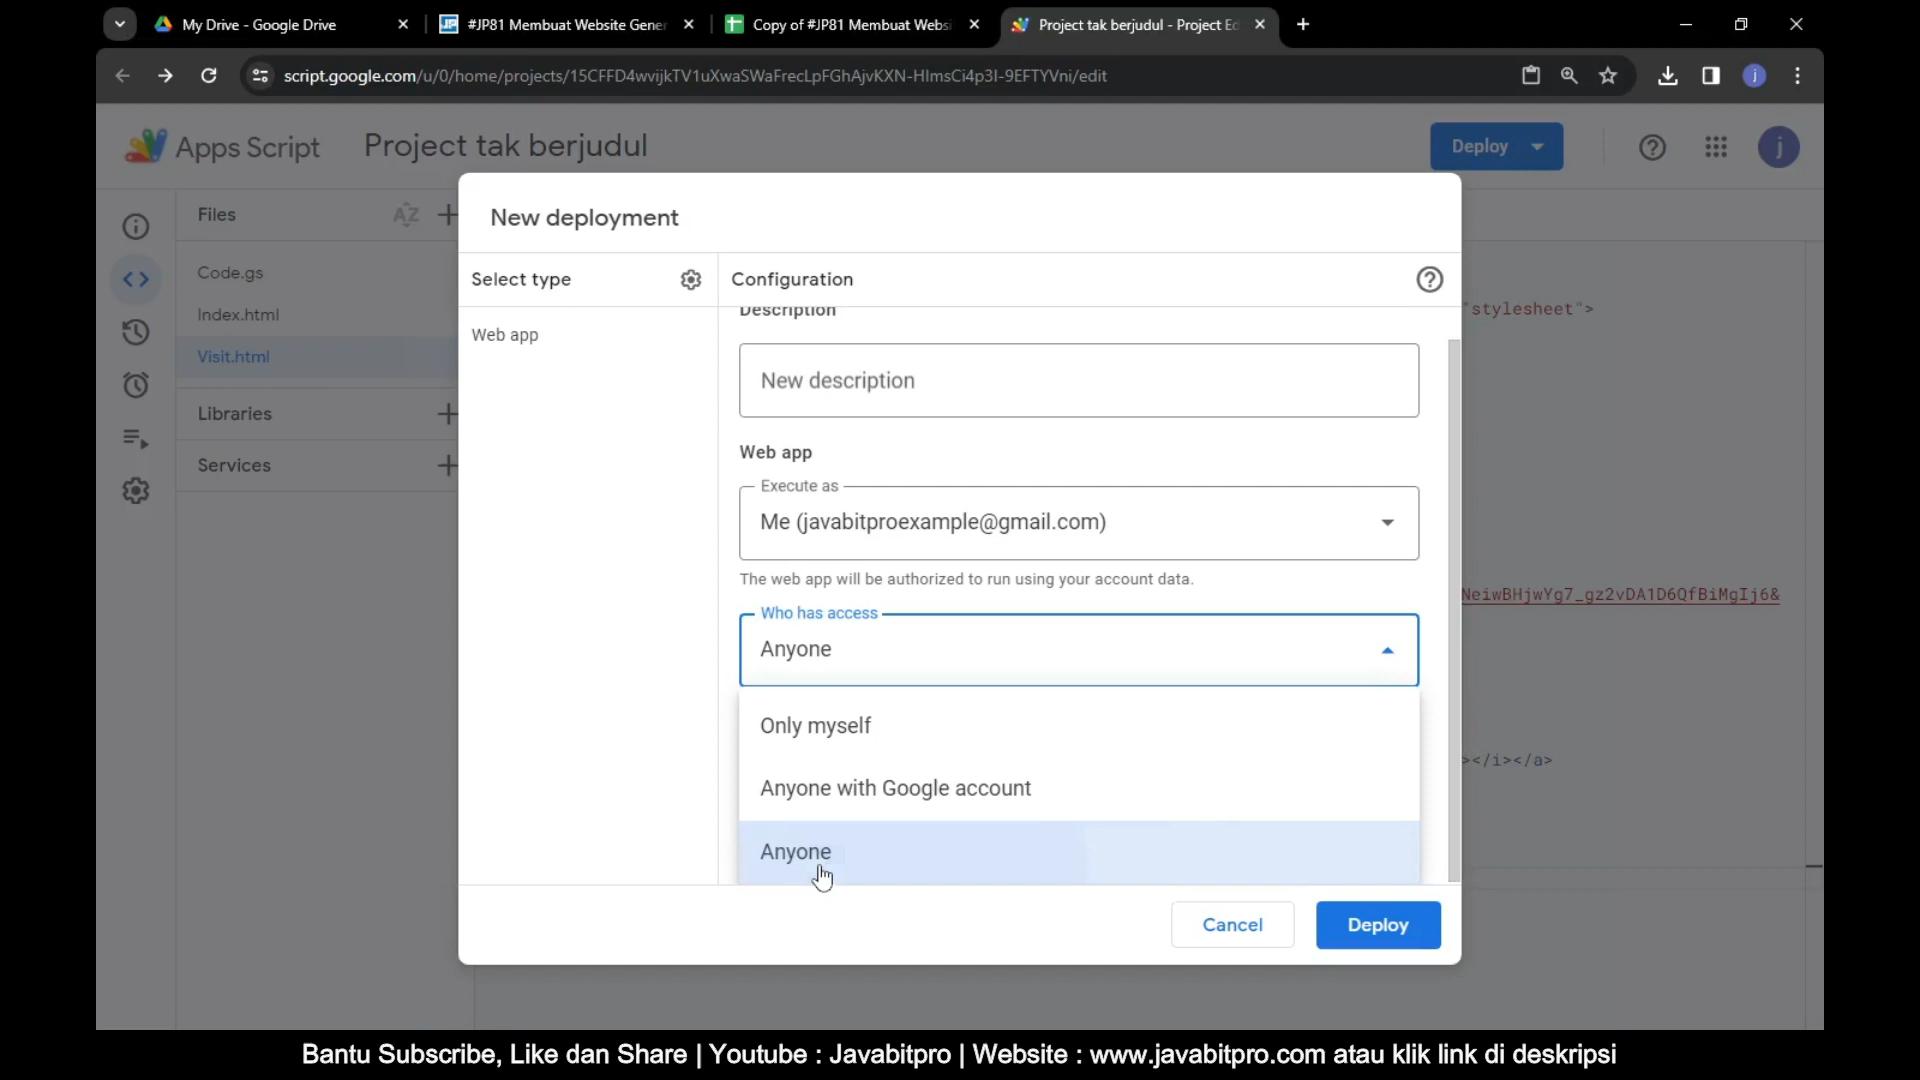 My Drive - Google Drive
#JP81 Membuat Website Gener
Copy of #JP81 Membuat Websi
Project tak berjudul - Project Ed
script.google.com/u/0/home/projects/15CFFD4wvijkTV1uXwaSWaFrecLpFGhAjvKXN-HImsCi4p3I-9EFTYVni/edit
j
Apps Script
Project tak berjudul
Deploy
j
New deployment
Files
AZ
Select type
Configuration
Code.gs
Description
"stylesheet">
Index.html
Web app
Visit.html
New description
Libraries
Web app
Services
Execute as
Me (javabitproexample@gmail.com)
The web app will be authorized to run using your account data.
NeiwBHjwYg7_gz2vDA1D6QfBiMgIj6&
Who has access
Anyone
Only myself
></i></a>
Anyone with Google account
Anyone
Cancel
Deploy
Bantu Subscribe, Like dan Share | Youtube : Javabitpro | Website : www.javabitpro.com atau klik link di deskripsi